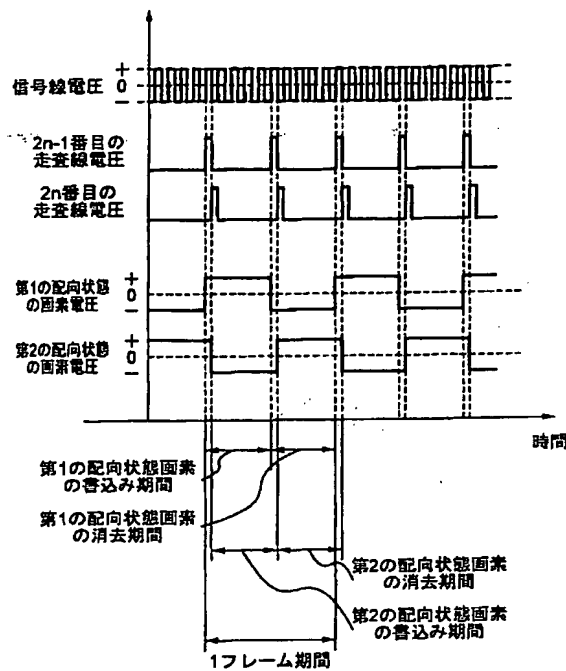 信号線電圧
+
0
−
2n-1番目の
走査線電圧
2n番目の
走査線電圧
第1の配向状態
の画素電圧
+
0
−
第2の配向状態
の画素電圧
+
0
−
時間
第1の配向状態画素
の書込み期間
第1の配向状態画素
の消去期間
第2の配向状態画素
の消去期間
第2の配向状態画素
の書込み期間
1フレーム期間